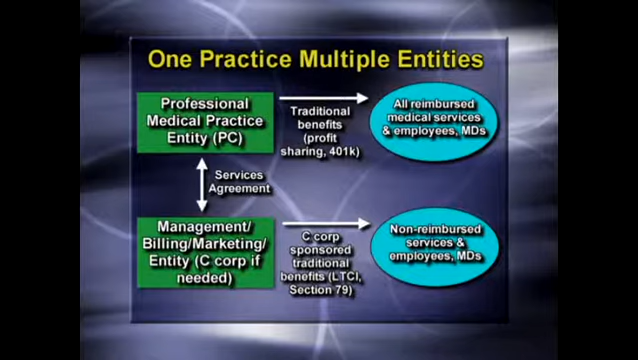 One Practice Multiple Entities
Professional
Medical Practice
Entity (PC)
Traditional
benefits
(profit
sharing, 401k)
All reimbursed
medical services
& employees, MDs
Services
Agreement
Management/
Billing/Marketing/
Entity (C corp if
needed)
C corp
sponsored
traditional
benefits (LTCI,
Section 79)
Non-reimbursed
services &
employees, MDs